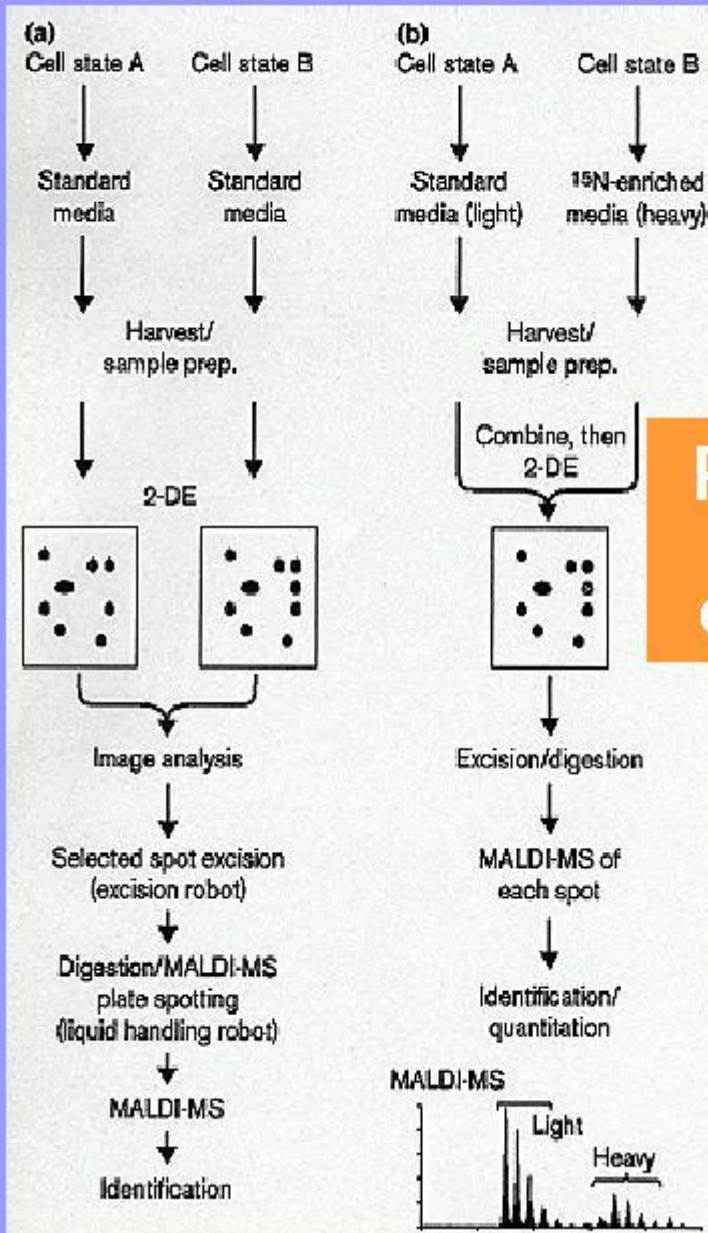 (a)
Cell state A
Cell state B
Standard
media
Standard
media
Harvest/
sample prep.
2-DE
Image analysis
Selected spot excision
(excision robot)
Digestion/MALDI-MS
plate spotting
(liquid handling robot)
MALDI-MS
Identification
(b)
Cell state A
Cell state B
Standard
media (light)
¹⁵N-enriched
media (heavy)
Harvest/
sample prep.
Combine, then
2-DE
Excision/digestion
MALDI-MS of
each spot
Identification/
quantitation
MALDI-MS
Light
Heavy